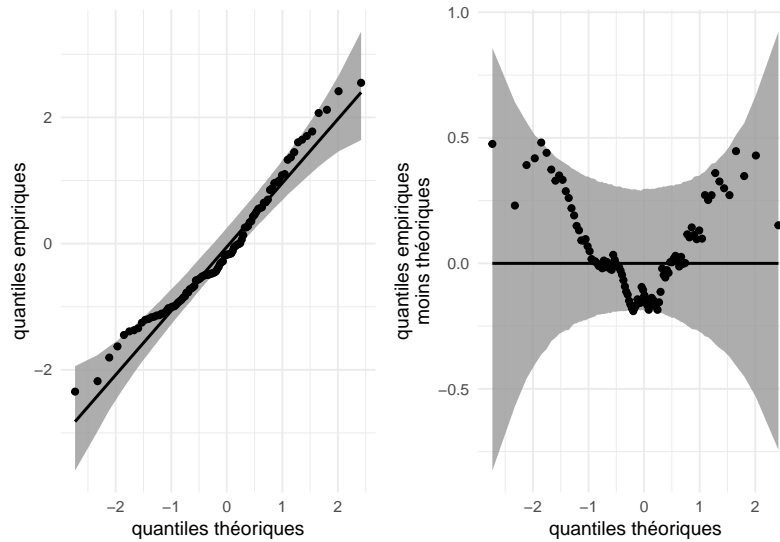 2
0
−2
quantiles empiriques
−2 −1 0 1 2
quantiles théoriques
1.0
0.5
0.0
−0.5
quantiles empiriques
moins théoriques
−2 −1 0 1 2
quantiles théoriques